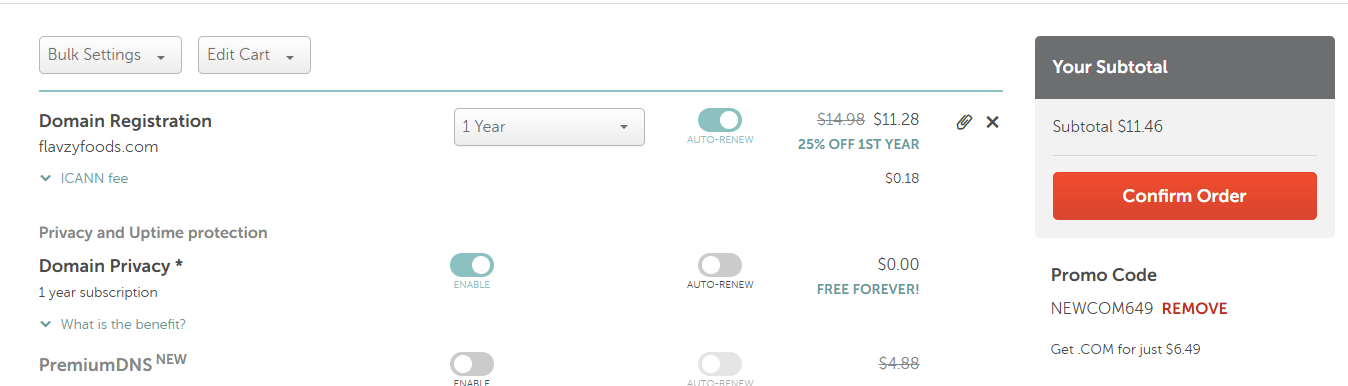 Bulk Settings
Edit Cart
Domain Registration
flavzyfoods.com
1 Year
AUTO-RENEW
$14.98 $11.28
25% OFF 1ST YEAR
ICANN fee
$0.18
Privacy and Uptime protection
Domain Privacy *
1 year subscription
ENABLE
AUTO-RENEW
$0.00
FREE FOREVER!
What is the benefit?
PremiumDNS NEW
ENABLE
AUTO-RENEW
$4.88
Your Subtotal
Subtotal $11.46
Confirm Order
Promo Code
NEWCOM649 REMOVE
Get .COM for just $6.49